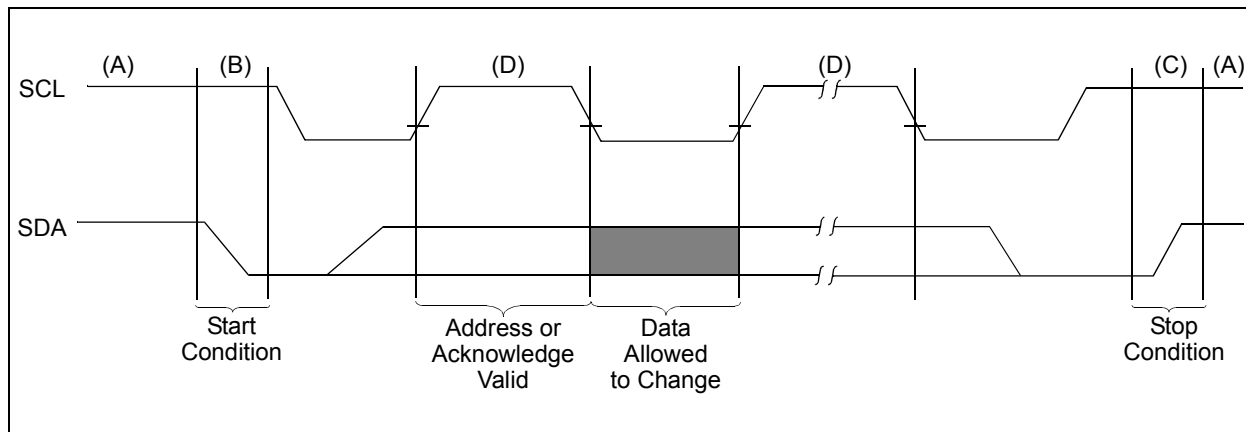 (A) (B) (D) (D) (C) (A)
SCL
SDA
Start
Condition
Address or
Acknowledge
Valid
Data
Allowed
to Change
Stop
Condition